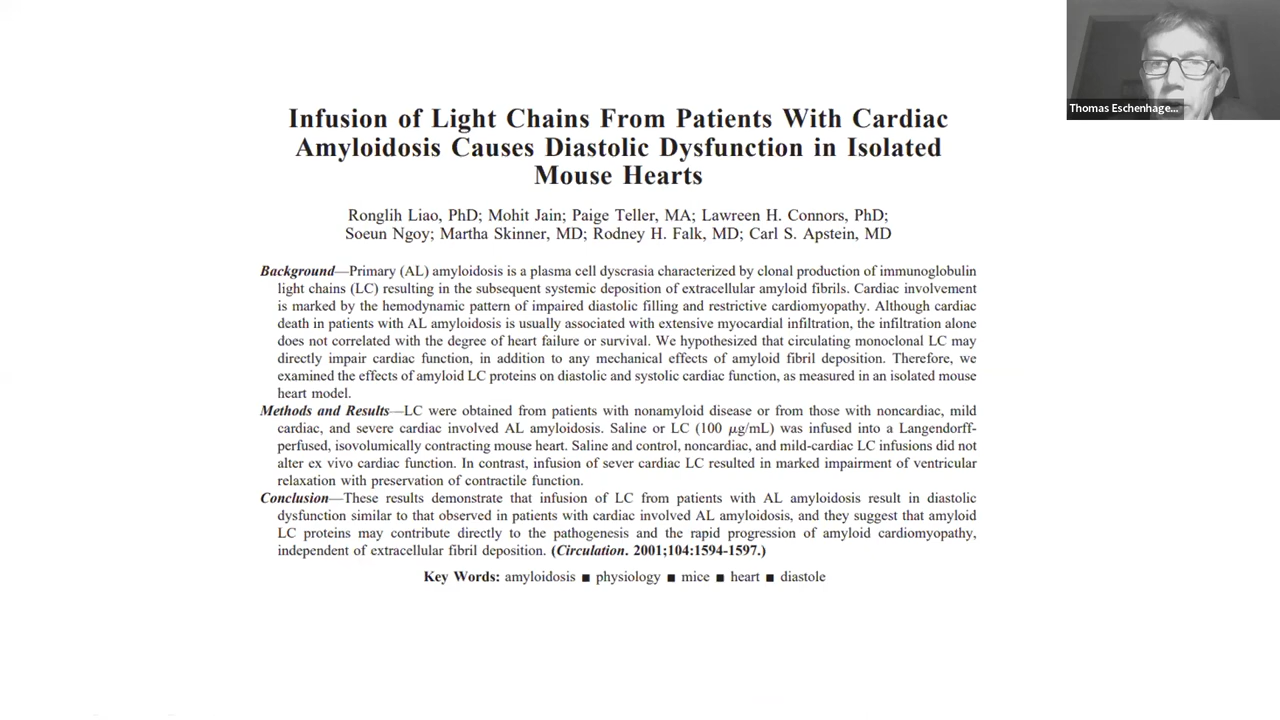 Thomas Eschenhage...
Infusion of Light Chains From Patients With Cardiac
Amyloidosis Causes Diastolic Dysfunction in Isolated
Mouse Hearts
Ronglih Liao, PhD; Mohit Jain; Paige Teller, MA; Lawreen H. Connors, PhD;
Soeun Ngoy; Martha Skinner, MD; Rodney H. Falk, MD; Carl S. Apstein, MD
Background—Primary (AL) amyloidosis is a plasma cell dyscrasia characterized by clonal production of immunoglobulin
light chains (LC) resulting in the subsequent systemic deposition of extracellular amyloid fibrils. Cardiac involvement
is marked by the hemodynamic pattern of impaired diastolic filling and restrictive cardiomyopathy. Although cardiac
death in patients with AL amyloidosis is usually associated with extensive myocardial infiltration, the infiltration alone
does not correlated with the degree of heart failure or survival. We hypothesized that circulating monoclonal LC may
directly impair cardiac function, in addition to any mechanical effects of amyloid fibril deposition. Therefore, we
examined the effects of amyloid LC proteins on diastolic and systolic cardiac function, as measured in an isolated mouse
heart model.
Methods and Results—LC were obtained from patients with nonamyloid disease or from those with noncardiac, mild
cardiac, and severe cardiac involved AL amyloidosis. Saline or LC (100 μg/mL) was infused into a Langendorff-
perfused, isovolumically contracting mouse heart. Saline and control, noncardiac, and mild-cardiac LC infusions did not
alter ex vivo cardiac function. In contrast, infusion of sever cardiac LC resulted in marked impairment of ventricular
relaxation with preservation of contractile function.
Conclusion—These results demonstrate that infusion of LC from patients with AL amyloidosis result in diastolic
dysfunction similar to that observed in patients with cardiac involved AL amyloidosis, and they suggest that amyloid
LC proteins may contribute directly to the pathogenesis and the rapid progression of amyloid cardiomyopathy,
independent of extracellular fibril deposition. (Circulation. 2001;104:1594-1597.)
Key Words: amyloidosis ■ physiology ■ mice ■ heart ■ diastole